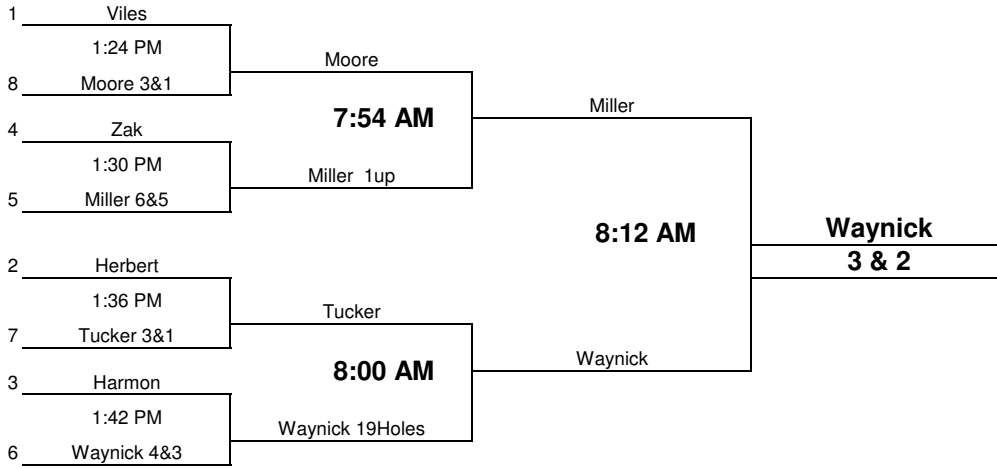 1 Viles
1:24 PM
8 Moore 3&1
4 Zak
1:30 PM
5 Miller 6&5
2 Herbert
1:36 PM
7 Tucker 3&1
3 Harmon
1:42 PM
6 Waynick 4&3
Moore
7:54 AM
Miller 1up
Tucker
8:00 AM
Waynick 19Holes
Miller
8:12 AM
Waynick
Waynick
3 & 2